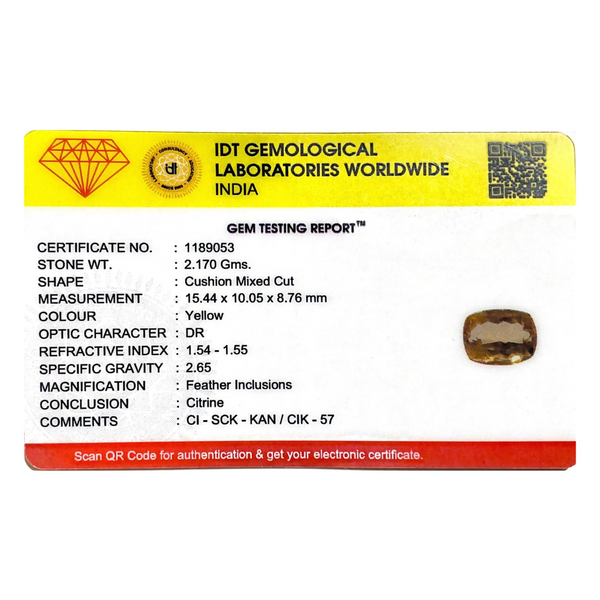 IDT GEMOLOGICAL
LABORATORIES WORLDWIDE
INDIA
idt
GEM TESTING REPORT™
CERTIFICATE NO. : 1189053
STONE WT. : 2.170 Gms.
SHAPE : Cushion Mixed Cut
MEASUREMENT : 15.44 x 10.05 x 8.76 mm
COLOUR : Yellow
OPTIC CHARACTER : DR
REFRACTIVE INDEX : 1.54 - 1.55
SPECIFIC GRAVITY : 2.65
MAGNIFICATION : Feather Inclusions
CONCLUSION : Citrine
COMMENTS : CI - SCK - KAN / CIK - 57
Scan QR Code for authentication & get your electronic certificate.